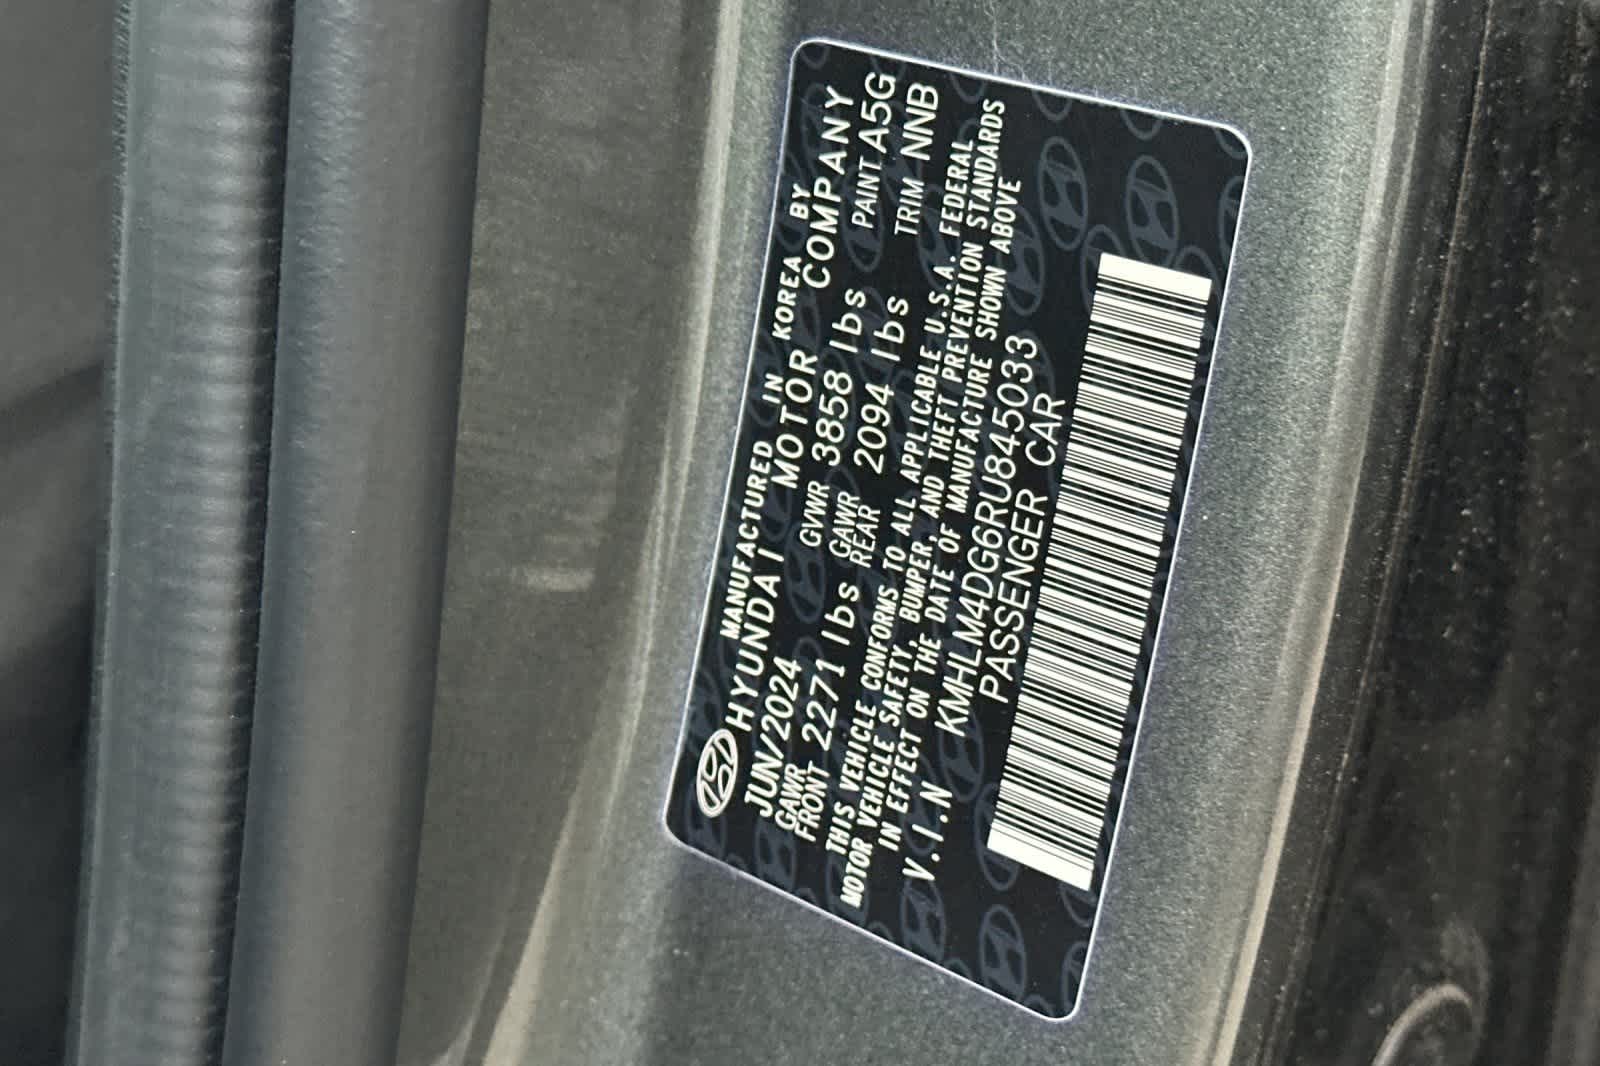 MANUFACTURED IN KOREA BY
HYUNDAI MOTOR COMPANY
JUN/2024 GVWR 3858 lbs PAINT A5G
GAWR FRONT 2271 lbs GAWR REAR 2094 lbs TRIM NNB
THIS VEHICLE CONFORMS TO ALL APPLICABLE U.S.A. FEDERAL
MOTOR VEHICLE SAFETY, BUMPER, AND THEFT PREVENTION STANDARDS
IN EFFECT ON THE DATE OF MANUFACTURE SHOWN ABOVE
V.I.N KMHLM4DG6RU845033
PASSENGER CAR